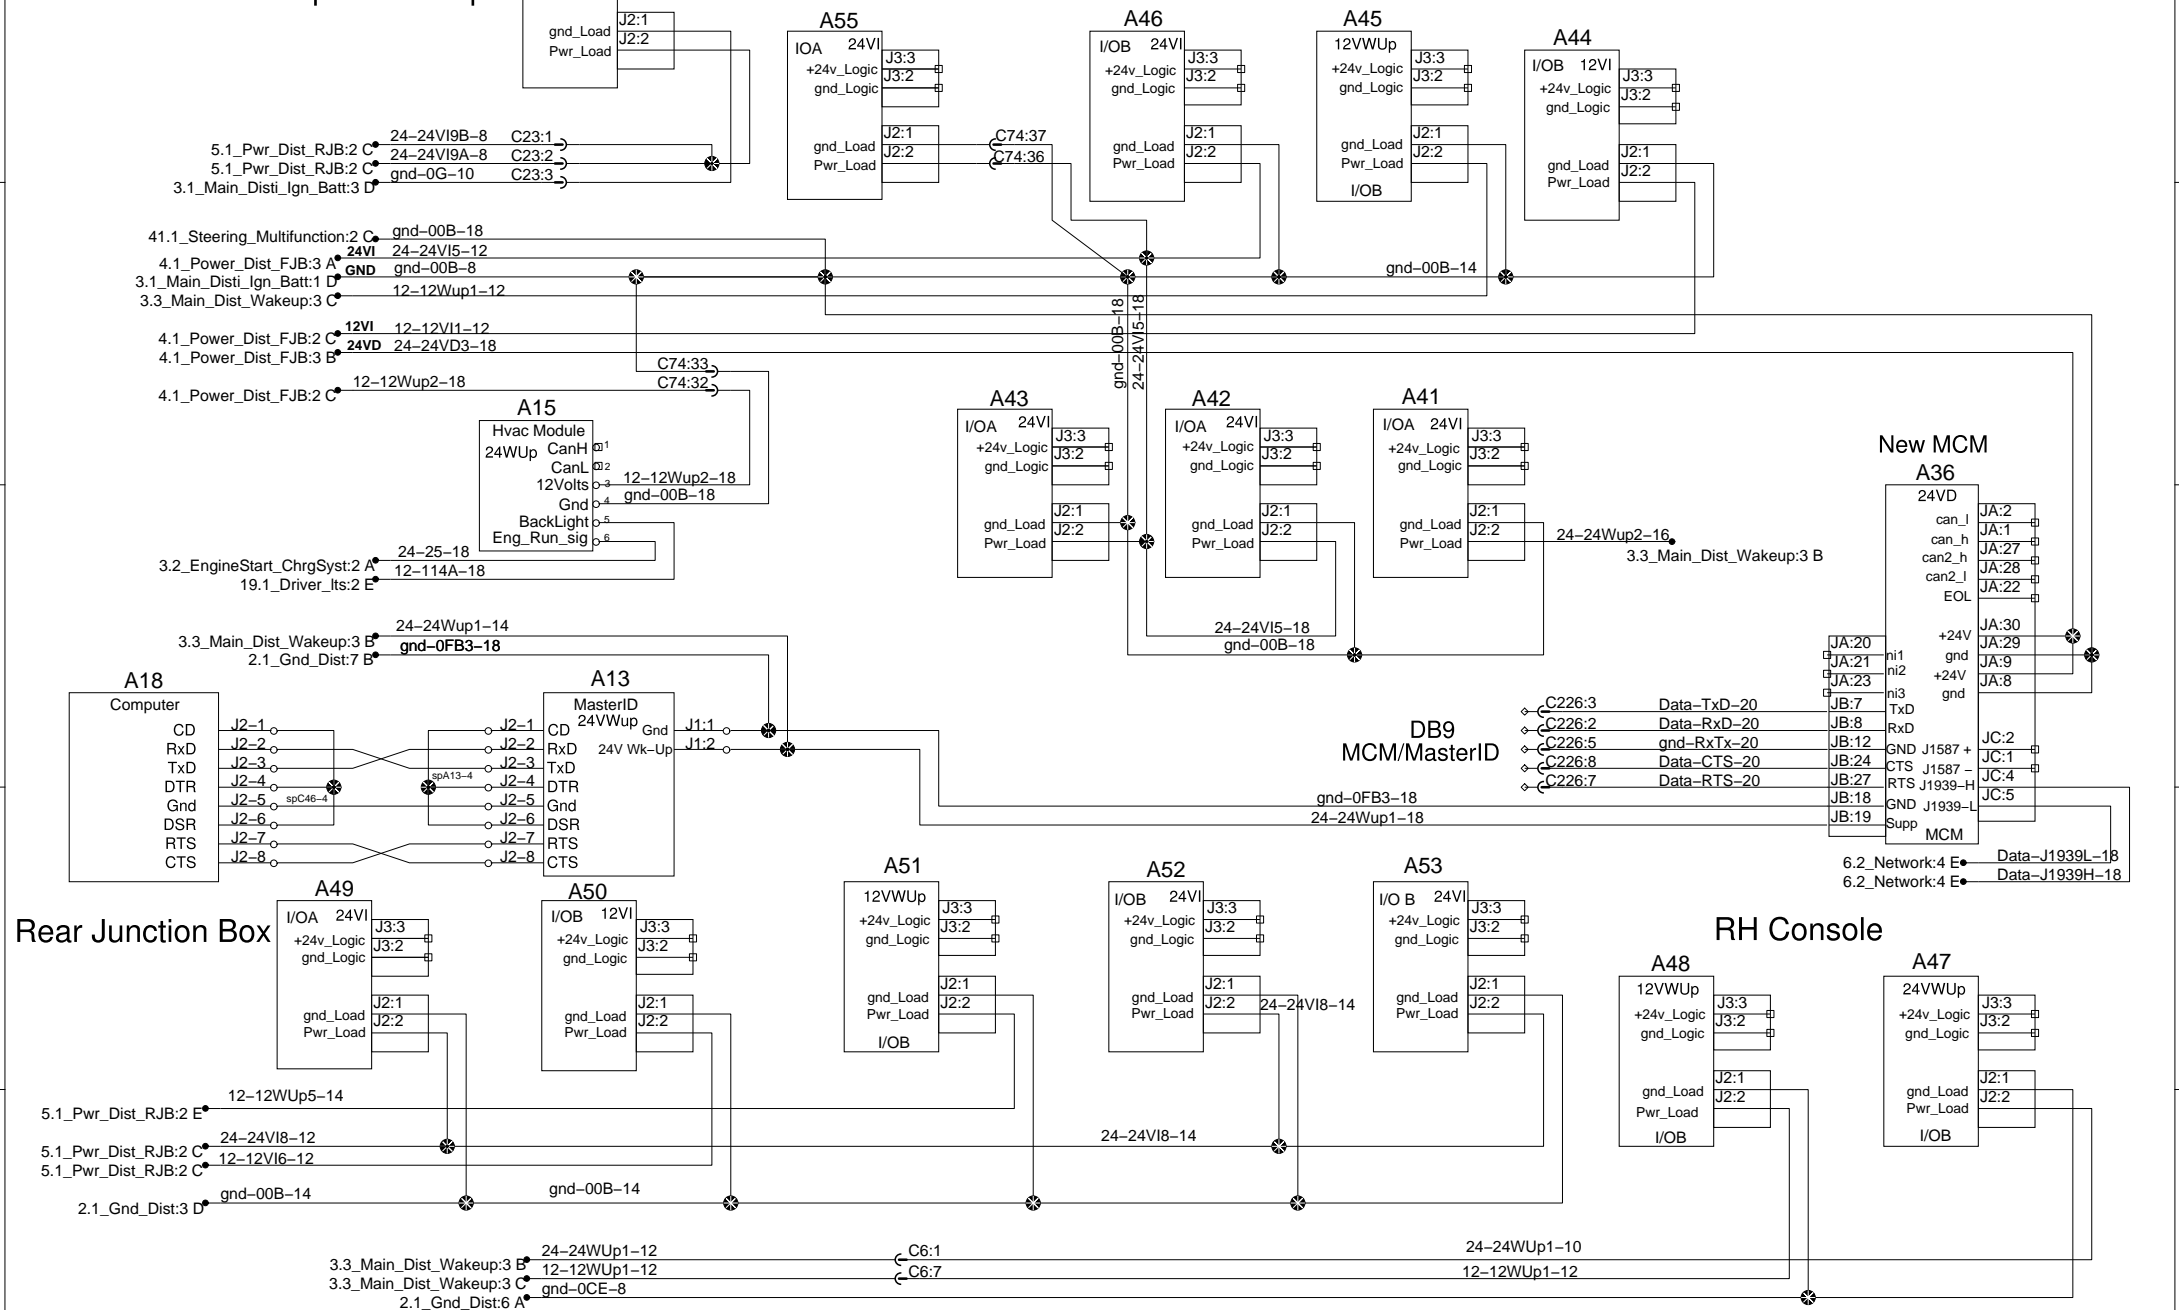 gnd_Load
Pwr_Load
J2:1
J2:2
5.1_Pwr_Dist_RJB:2 C
24-24VI9B-8
C23:1
5.1_Pwr_Dist_RJB:2 C
24-24VI9A-8
C23:2
3.1_Main_Disti_Ign_Batt:3 D
gnd-0G-10
C23:3
A55
IOA 24VI
+24v_Logic
gnd_Logic
J3:3
J3:2
gnd_Load
Pwr_Load
J2:1
J2:2
C74:37
C74:36
A46
I/OB 24VI
+24v_Logic
gnd_Logic
J3:3
J3:2
gnd_Load
Pwr_Load
J2:1
J2:2
A45
12VWUp
+24v_Logic
gnd_Logic
J3:3
J3:2
gnd_Load
Pwr_Load
J2:1
J2:2
I/OB
A44
I/OB 12VI
+24v_Logic
gnd_Logic
J3:3
J3:2
gnd_Load
Pwr_Load
J2:1
J2:2
41.1_Steering_Multifunction:2 C
gnd-00B-18
4.1_Power_Dist_FJB:3 A
24VI
24-24VI5-12
3.1_Main_Disti_Ign_Batt:1 D
GND
gnd-00B-8
gnd-00B-14
3.3_Main_Dist_Wakeup:3 C
12-12Wup1-12
4.1_Power_Dist_FJB:2 C
12VI
12-12VI1-12
4.1_Power_Dist_FJB:3 B
24VD
24-24VD3-18
4.1_Power_Dist_FJB:2 C
12-12Wup2-18
C74:33
C74:32
gnd-00B-18
24-24VI5-18
A15
Hvac Module
24WUp
CanH
1
CanL
2
12Volts
3
12-12Wup2-18
Gnd
4
gnd-00B-18
BackLight
5
Eng_Run_sig
6
3.2_EngineStart_ChrgSyst:2 A
24-25-18
19.1_Driver_lts:2 E
12-114A-18
A43
I/OA 24VI
+24v_Logic
gnd_Logic
J3:3
J3:2
gnd_Load
Pwr_Load
J2:1
J2:2
A42
I/OA 24VI
+24v_Logic
gnd_Logic
J3:3
J3:2
gnd_Load
Pwr_Load
J2:1
J2:2
A41
I/OA 24VI
+24v_Logic
gnd_Logic
J3:3
J3:2
gnd_Load
Pwr_Load
J2:1
J2:2
24-24Wup2-16
3.3_Main_Dist_Wakeup:3 B
24-24VI5-18
gnd-00B-18
New MCM
A36
24VD
can_l
JA:2
can_h
JA:1
can2_h
JA:27
can2_l
JA:28
EOL
JA:22
+24V
JA:30
gnd
JA:29
+24V
JA:9
gnd
JA:8
JA:20
ni1
JA:21
ni2
JA:23
ni3
JB:7
TxD
JB:8
RxD
JB:12
GND
JB:24
CTS
JB:27
RTS
JB:18
GND
JB:19
Supp
J1587 +
JC:2
J1587 -
JC:1
J1939-H
JC:4
J1939-L
JC:5
MCM
6.2_Network:4 E
Data-J1939L-18
6.2_Network:4 E
Data-J1939H-18
DB9
MCM/MasterID
C226:3
Data-TxD-20
C226:2
Data-RxD-20
C226:5
gnd-RxTx-20
C226:8
Data-CTS-20
C226:7
Data-RTS-20
gnd-0FB3-18
24-24Wup1-18
3.3_Main_Dist_Wakeup:3 B
24-24Wup1-14
2.1_Gnd_Dist:7 B
gnd-0FB3-18
A18
Computer
CD J2-1
RxD J2-2
TxD J2-3
DTR J2-4
Gnd J2-5
DSR J2-6
RTS J2-7
CTS J2-8
spC46-4
spA13-4
A13
MasterID
24VWup
J2-1 CD
J2-2 RxD
J2-3 TxD
J2-4 DTR
J2-5 Gnd
J2-6 DSR
J2-7 RTS
J2-8 CTS
Gnd J1:1
24V Wk-Up J1:2
Rear Junction Box
A49
I/OA 24VI
+24v_Logic
gnd_Logic
J3:3
J3:2
gnd_Load
Pwr_Load
J2:1
J2:2
A50
I/OB 12VI
+24v_Logic
gnd_Logic
J3:3
J3:2
gnd_Load
Pwr_Load
J2:1
J2:2
A51
12VWUp
+24v_Logic
gnd_Logic
J3:3
J3:2
gnd_Load
Pwr_Load
J2:1
J2:2
I/OB
A52
I/OB 24VI
+24v_Logic
gnd_Logic
J3:3
J3:2
gnd_Load
Pwr_Load
J2:1
J2:2
24-24VI8-14
A53
I/O B 24VI
+24v_Logic
gnd_Logic
J3:3
J3:2
gnd_Load
Pwr_Load
J2:1
J2:2
RH Console
A48
12VWUp
+24v_Logic
gnd_Logic
J3:3
J3:2
gnd_Load
Pwr_Load
J2:1
J2:2
I/OB
A47
24VWUp
+24v_Logic
gnd_Logic
J3:3
J3:2
gnd_Load
Pwr_Load
J2:1
J2:2
I/OB
5.1_Pwr_Dist_RJB:2 E
12-12WUp5-14
5.1_Pwr_Dist_RJB:2 C
24-24VI8-12
24-24VI8-14
5.1_Pwr_Dist_RJB:2 C
12-12VI6-12
2.1_Gnd_Dist:3 D
gnd-00B-14
gnd-00B-14
3.3_Main_Dist_Wakeup:3 B
24-24WUp1-12
C6:1
24-24WUp1-10
3.3_Main_Dist_Wakeup:3 C
12-12WUp1-12
C6:7
12-12WUp1-12
2.1_Gnd_Dist:6 A
gnd-0CE-8